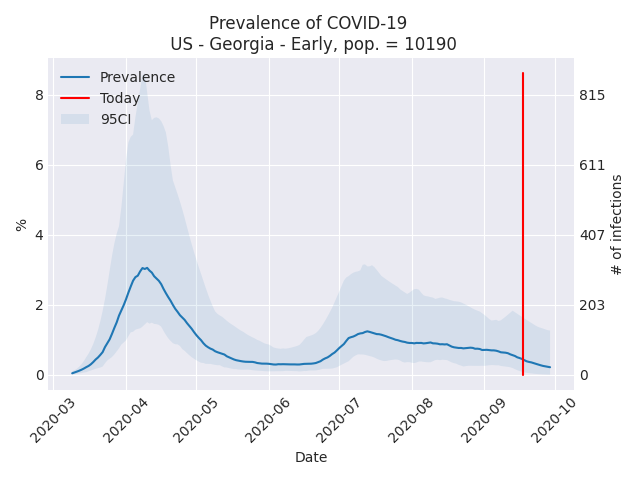 Prevalence of COVID-19
US - Georgia - Early, pop. = 10190
Prevalence
Today
95CI
8
6
4
2
0
%
815
611
407
203
0
# of infections
2020-03
2020-04
2020-05
2020-06
2020-07
2020-08
2020-09
2020-10
Date